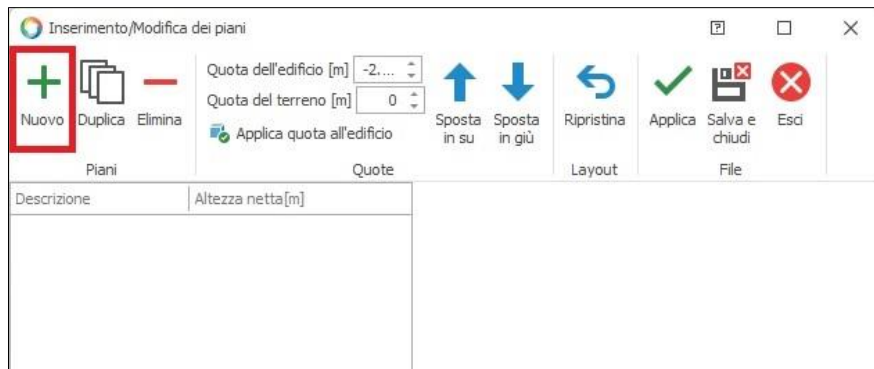 Inserimento/Modifica dei piani
Nuovo
Duplica
Elimina
Piani
Quota dell'edificio [m] -2....
Quota del terreno [m] 0
Applica quota all'edificio
Sposta in su
Sposta in giù
Quote
Ripristina
Layout
Applica
Salva e chiudi
Esci
File
Descrizione
Altezza netta[m]